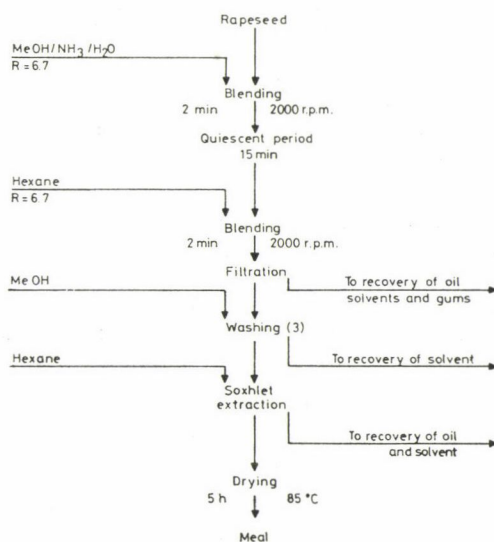 Rapeseed
MeOH/NH3/H2O
R = 6.7
Blending
2 min 2000 r.p.m.
Quiescent period
15 min
Hexane
R = 6.7
Blending
2 min 2000 r.p.m.
Filtration
To recovery of oil
solvents and gums
MeOH
Washing (3)
To recovery of solvent
Hexane
Soxhlet
extraction
To recovery of oil
and solvent
Drying
5 h 85 °C
Meal